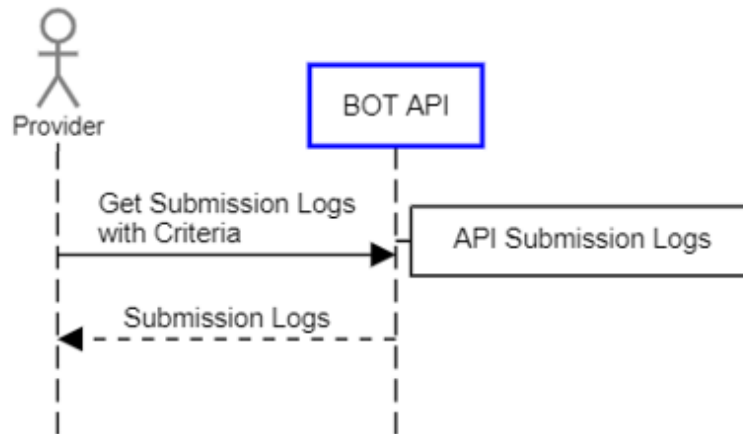 Provider
BOT API
Get Submission Logs
with Criteria
API Submission Logs
Submission Logs